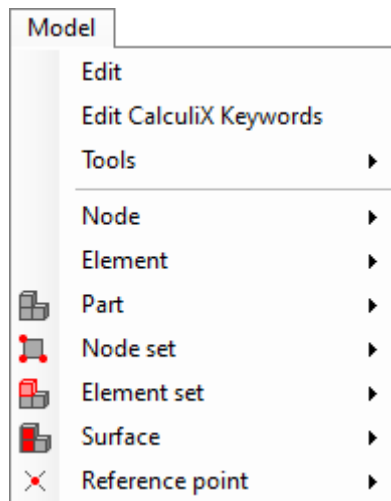 Model
Edit
Edit CalculiX Keywords
Tools
Node
Element
Part
Node set
Element set
Surface
Reference point